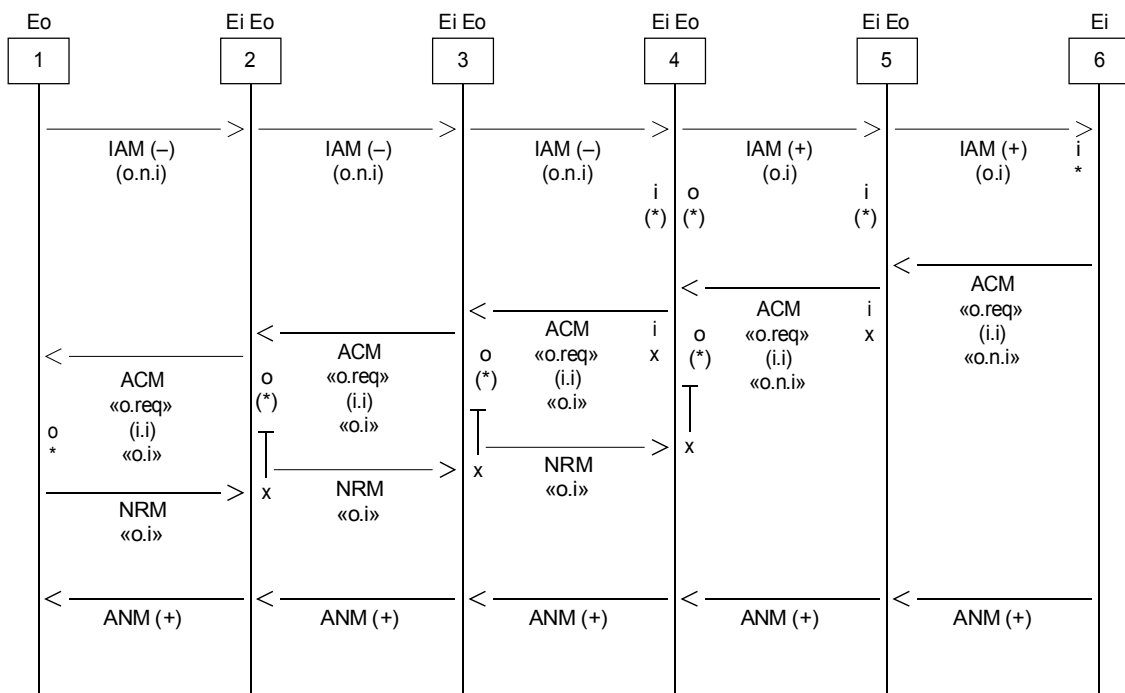 Eo Ei Eo Ei Eo Ei Eo Ei Eo Ei
1 2 3 4 5 6
IAM (–) IAM (–) IAM (–) IAM (+) IAM (+) i
(o.n.i) (o.n.i) (o.n.i) (o.i) (o.i) *
i o i
(*) (*) (*)
ACM
«o.req»
(i.i)
«o.n.i»
ACM i
«o.req» x
(i.i)
«o.n.i»
o
(*)
x
ACM i
«o.req» x
(i.i)
«o.i»
o
(*)
x
ACM
«o.req»
(i.i)
«o.i»
o
(*)
x
ACM
«o.req»
o (i.i)
* «o.i»
NRM
«o.i»
NRM
«o.i»
NRM
«o.i»
ANM (+) ANM (+) ANM (+) ANM (+) ANM (+)